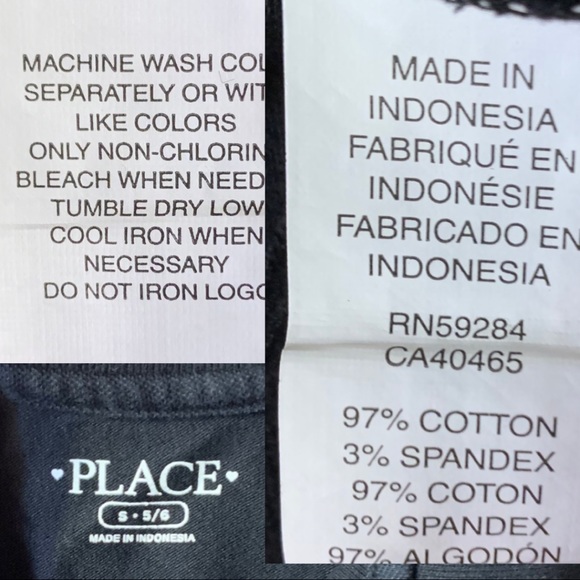 MACHINE WASH COL
SEPARATELY OR WIT
LIKE COLORS
ONLY NON-CHLORIN
BLEACH WHEN NEED
TUMBLE DRY LOW
COOL IRON WHEN
NECESSARY
DO NOT IRON LOGO
MADE IN
INDONESIA
FABRIQUÉ EN
INDONÉSIE
FABRICADO EN
INDONESIA
RN59284
CA40465
97% COTTON
3% SPANDEX
97% COTON
3% SPANDEX
97% ALGODÓN
PLACE
S • 5/6
MADE IN INDONESIA